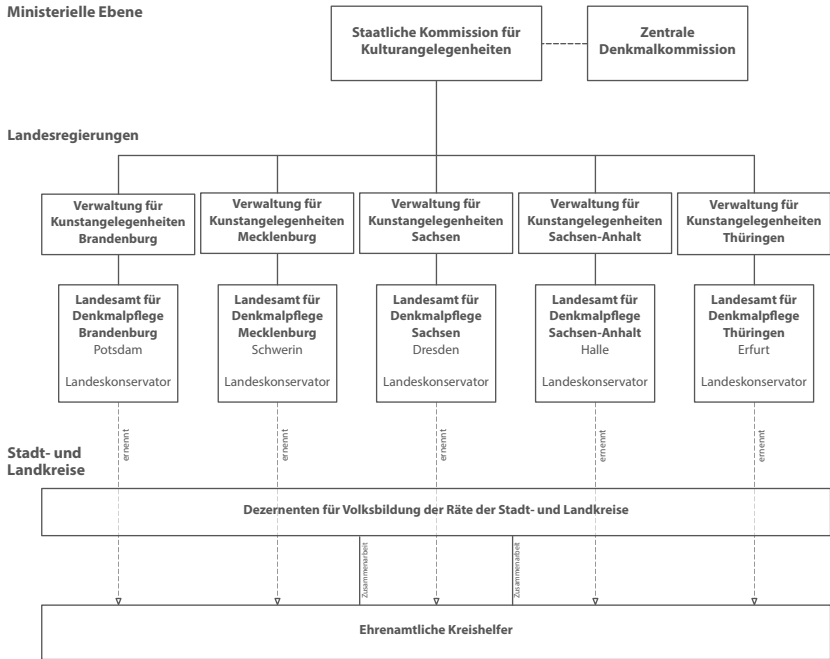 Ministerielle Ebene
Staatliche Kommission für
Kulturangelegenheiten
Zentrale
Denkmalkommission
Landesregierungen
Verwaltung für
Kunstangelegenheiten
Brandenburg
Verwaltung für
Kunstangelegenheiten
Mecklenburg
Verwaltung für
Kunstangelegenheiten
Sachsen
Verwaltung für
Kunstangelegenheiten
Sachsen-Anhalt
Verwaltung für
Kunstangelegenheiten
Thüringen
Landesamt für
Denkmalpflege
Brandenburg
Potsdam
Landeskonservator
Landesamt für
Denkmalpflege
Mecklenburg
Schwerin
Landeskonservator
Landesamt für
Denkmalpflege
Sachsen
Dresden
Landeskonservator
Landesamt für
Denkmalpflege
Sachsen-Anhalt
Halle
Landeskonservator
Landesamt für
Denkmalpflege
Thüringen
Erfurt
Landeskonservator
ernennt
ernennt
ernennt
ernennt
ernennt
Stadt- und
Landkreise
Dezernenten für Volksbildung der Räte der Stadt- und Landkreise
Zusammenarbeit
Zusammenarbeit
Ehrenamtliche Kreishelfer